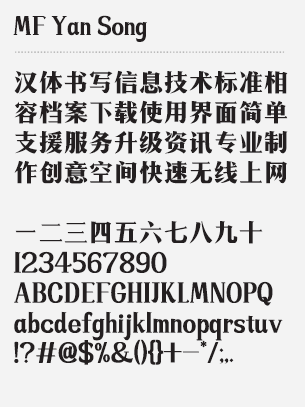 MF Yan Song
汉体书写信息技术标准相
容档案下载使用界面简单
支援服务升级资讯专业制
作创意空间快速无线上网
一二三四五六七八九十
1234567890
ABCDEFGHIJKLMNOPQ
abcdefghijklmnopqrstuv
!?#@$%&(){}+-*/;,.